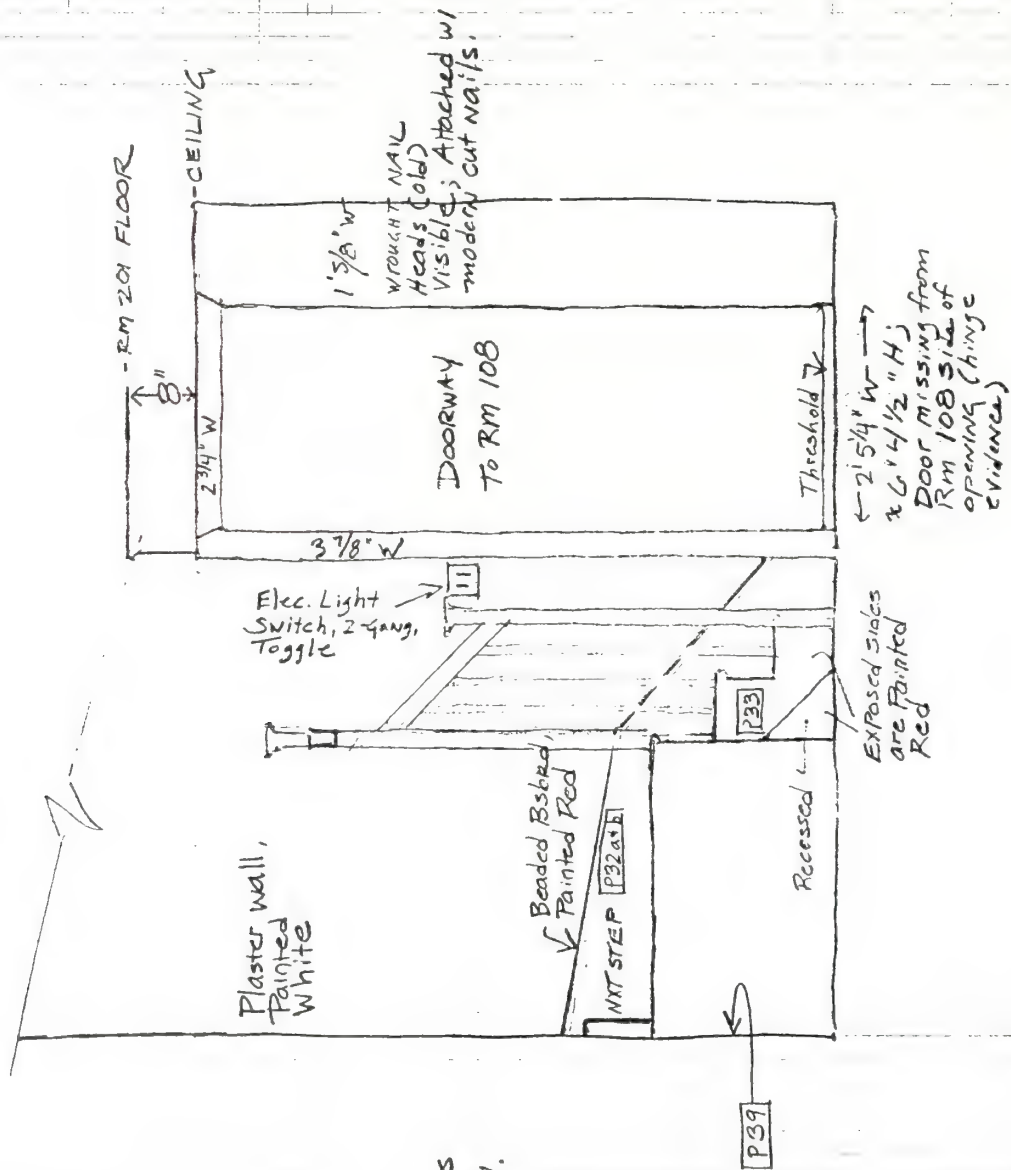 -RM 201 FLOOR
8"
-CEILING
2 3/4" W
1' 5/8" W
WROUGHT NAIL
Heads (old)
Visible; Attached w/
modern cut nails.
DOORWAY
To RM 108
3 7/8" W
Elec. Light
Switch, 2-gang,
Toggle
11
Plaster wall,
Painted
White
Beaded Bsbrd,
Painted Red
NXT STEP P32a+b
P33
Threshold
Recessed
Exposed sides
are Painted
Red
← 2' 5 1/4" W →
x 6' 4 1/2" H;
Door missing from
Rm 108 side of
opening (hinge
evidence)
P39